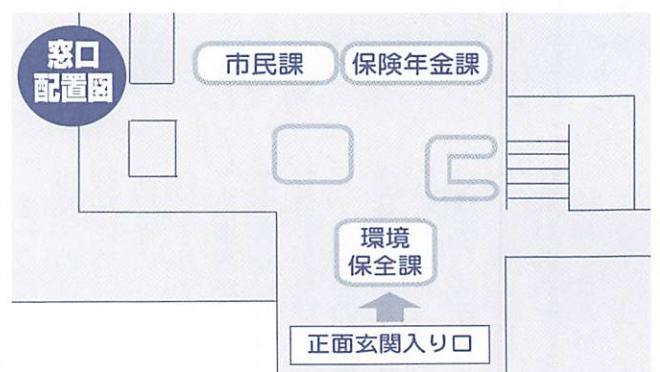 窓口
配置図
市民課
保険年金課
環境
保全課
正面玄関入り口